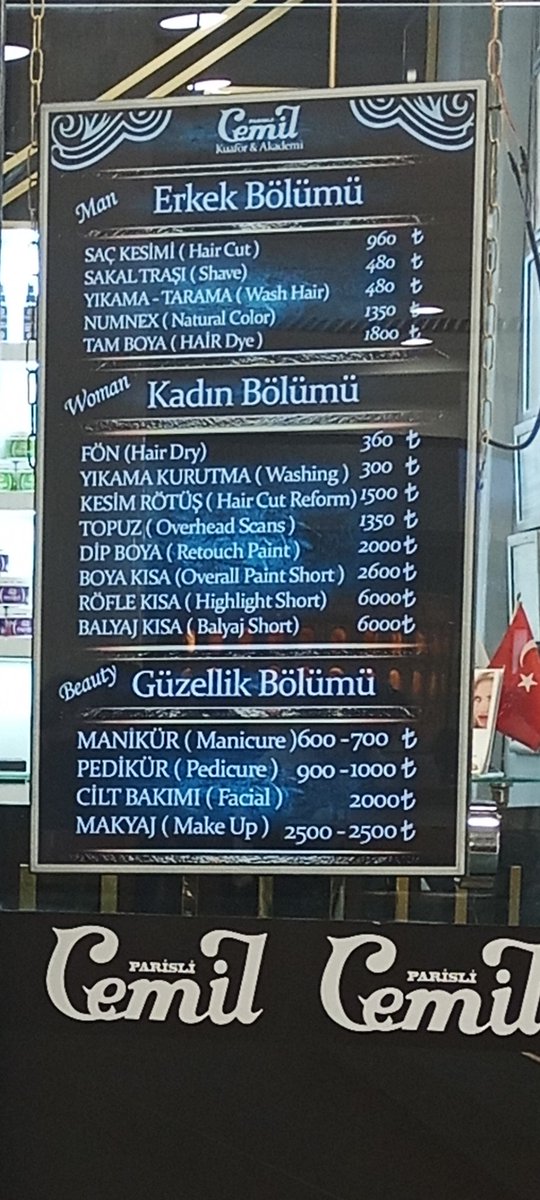 PARISLI
Cemil
Kuaför & Akademi
Man Erkek Bölümü
SAÇ KESİMİ ( Hair Cut ) 960 ₺
SAKAL TRAŞI ( Shave) 480 ₺
YIKAMA - TARAMA ( Wash Hair) 480 ₺
NUMNEX ( Natural Color) 1350 ₺
TAM BOYA ( HAİR Dye ) 1800 ₺
Woman Kadın Bölümü
FÖN (Hair Dry) 360 ₺
YIKAMA KURUTMA ( Washing ) 300 ₺
KESİM RÖTÜŞ ( Hair Cut Reform) 1500 ₺
TOPUZ ( Overhead Scans ) 1350 ₺
DİP BOYA ( Retouch Paint ) 2000 ₺
BOYA KISA (Overall Paint Short ) 2600 ₺
RÖFLE KISA ( Highlight Short) 6000 ₺
BALYAJ KISA ( Balyaj Short) 6000 ₺
Beauty Güzellik Bölümü
MANİKÜR ( Manicure ) 600 - 700 ₺
PEDİKÜR ( Pedicure ) 900 - 1000 ₺
CİLT BAKIMI ( Facial ) 2000 ₺
MAKYAJ ( Make Up ) 2500 - 2500 ₺
PARİSLİ PARİSLİ
Cemil Cemil